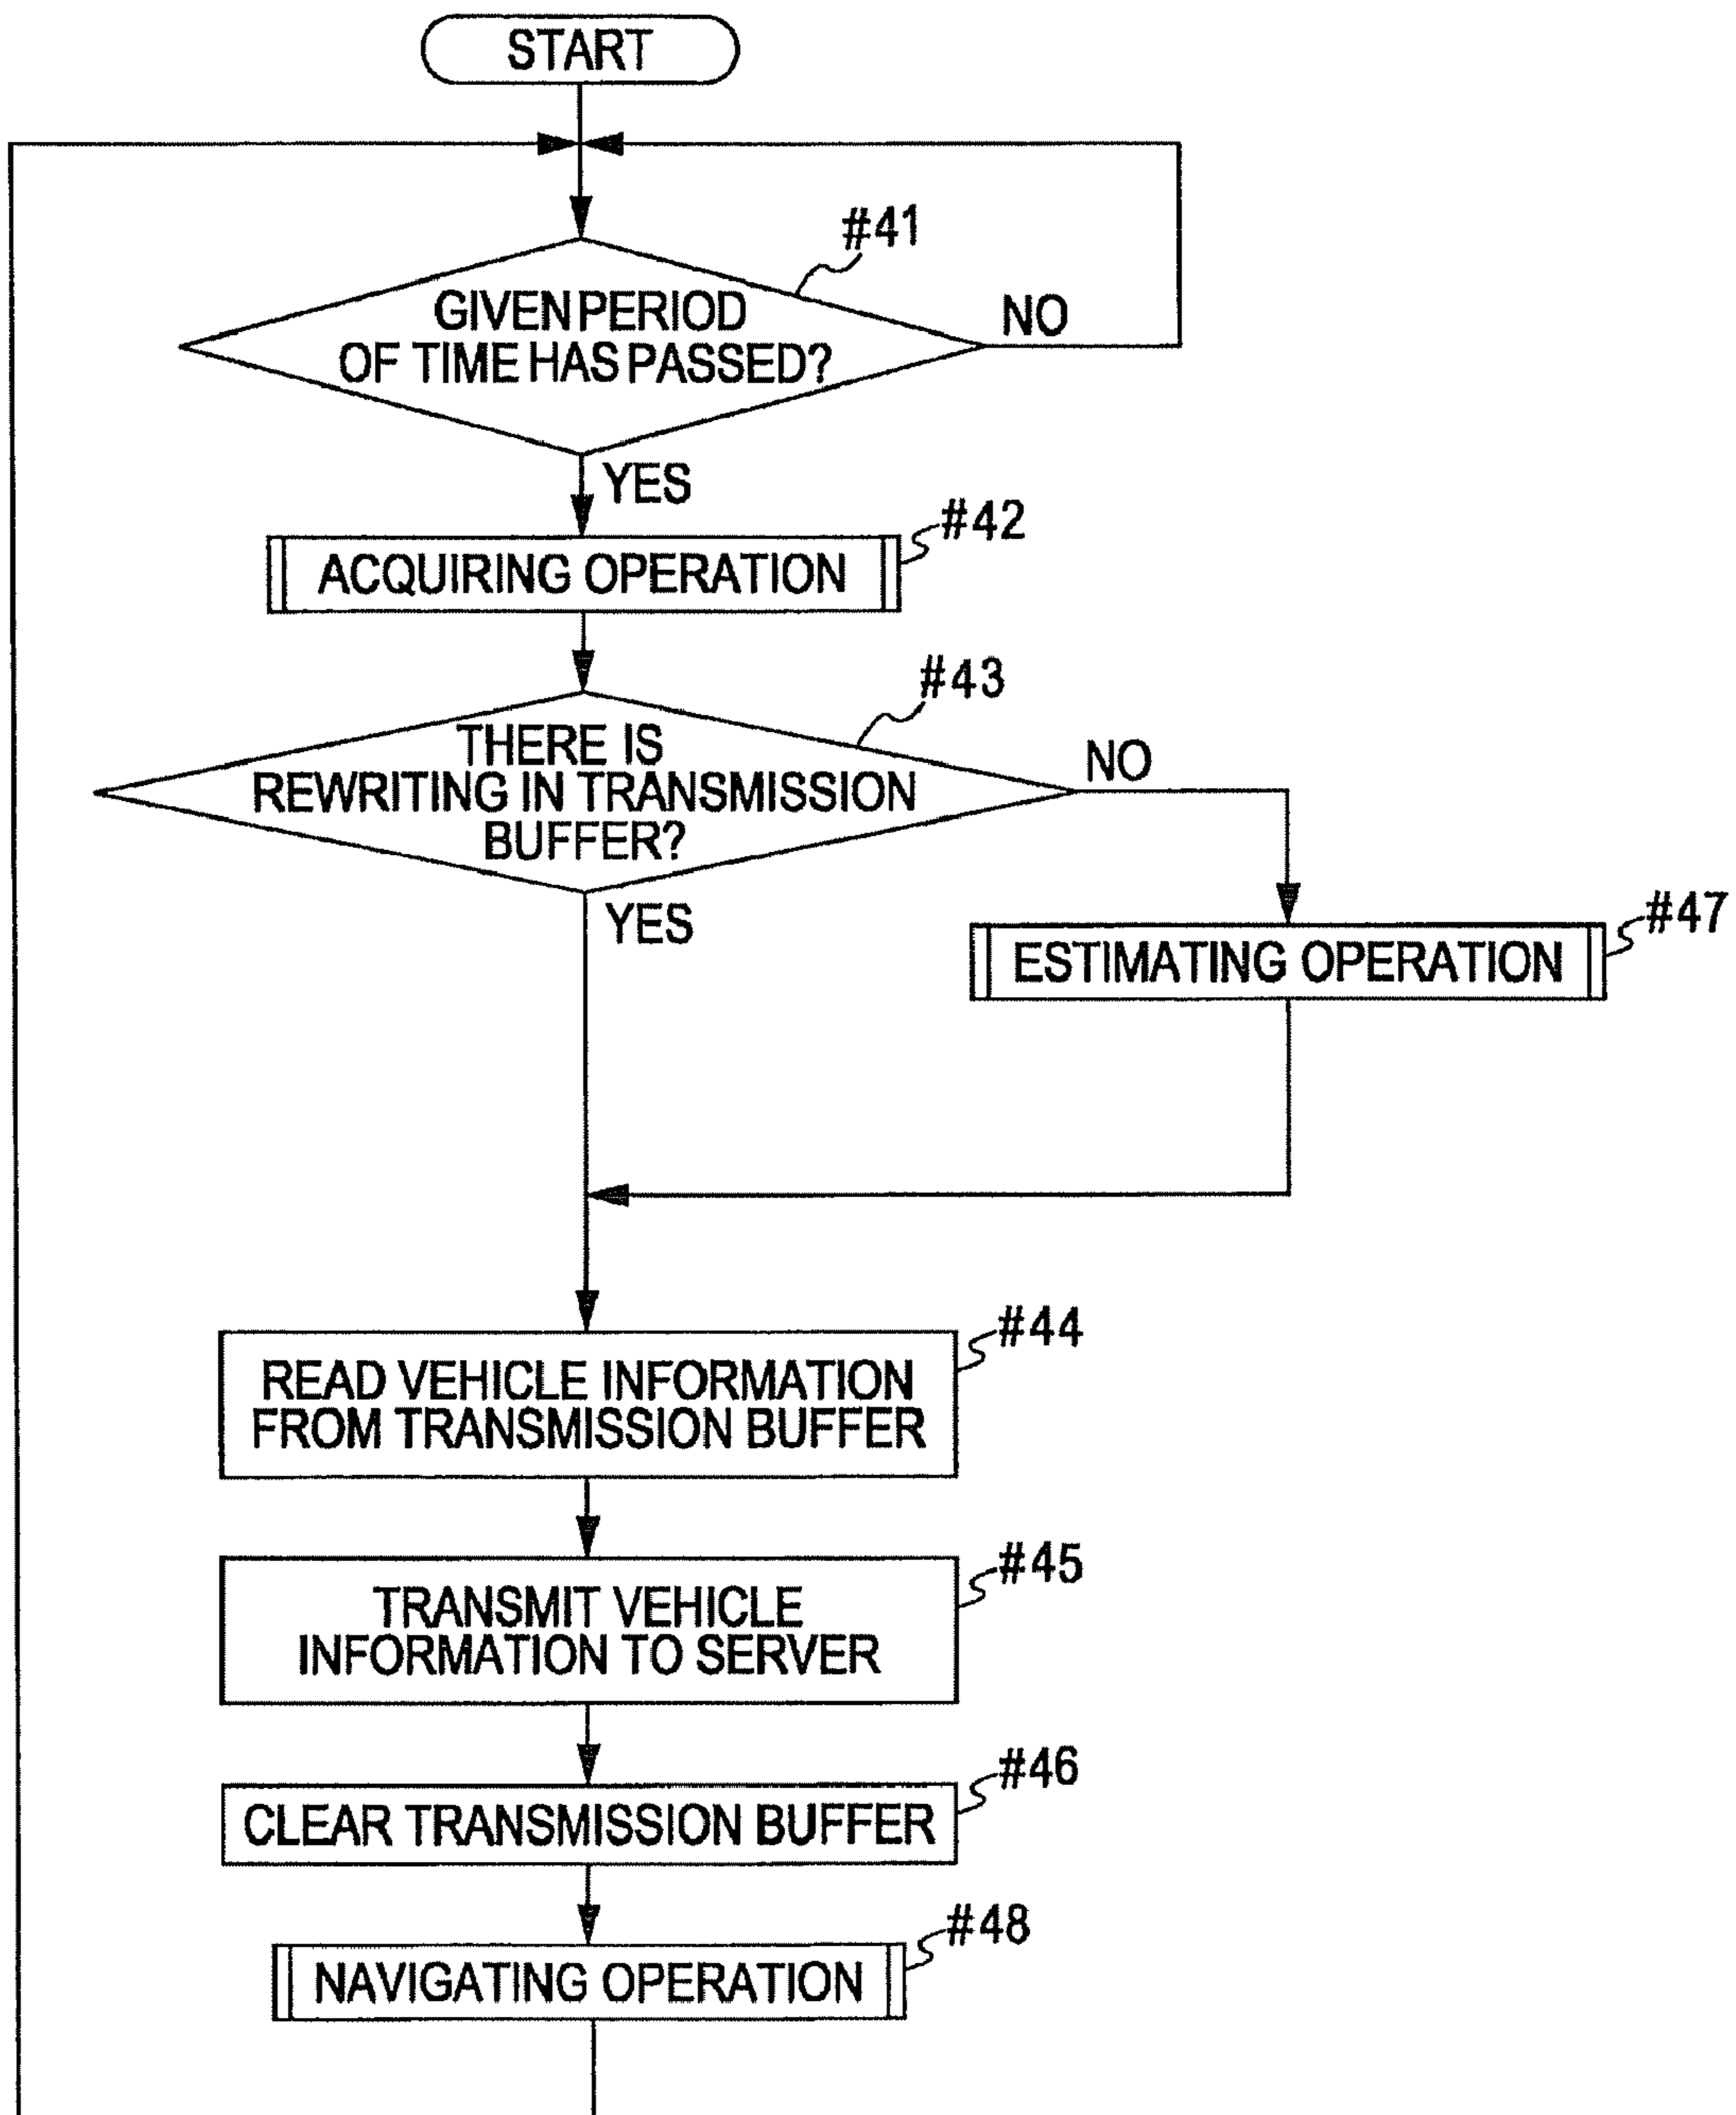 START
#41
GIVEN PERIOD
OF TIME HAS PASSED?
NO
YES
#42
ACQUIRING OPERATION
#43
THERE IS
REWRITING IN TRANSMISSION
BUFFER?
NO
YES
#47
ESTIMATING OPERATION
#44
READ VEHICLE INFORMATION
FROM TRANSMISSION BUFFER
#45
TRANSMIT VEHICLE
INFORMATION TO SERVER
#46
CLEAR TRANSMISSION BUFFER
#48
NAVIGATING OPERATION